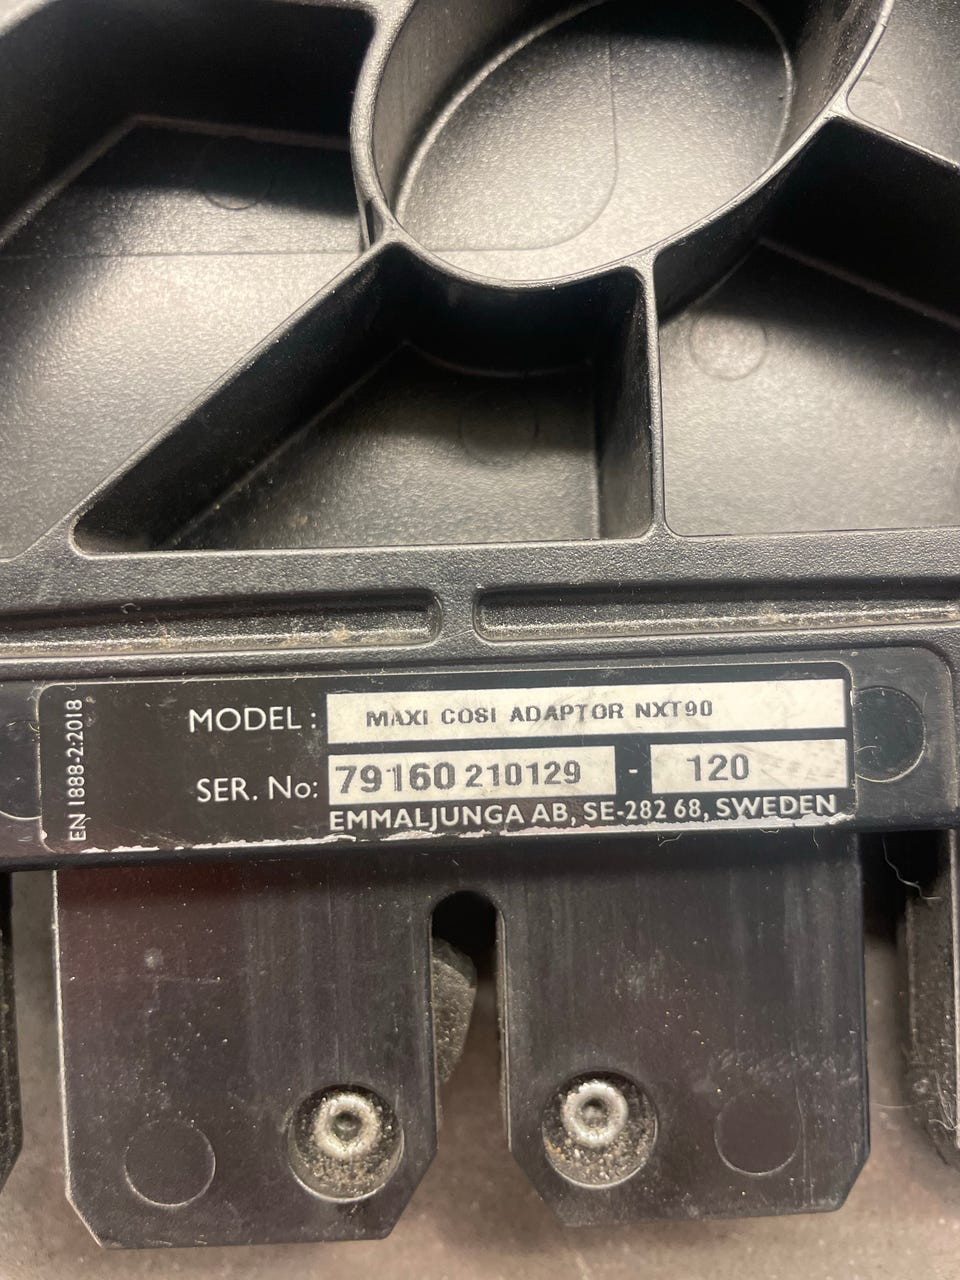 EN 1888-2:2018
MODEL : MAXI COSI ADAPTOR NXT90
SER. No: 79160 210129 - 120
EMMALJUNGA AB, SE-282 68, SWEDEN